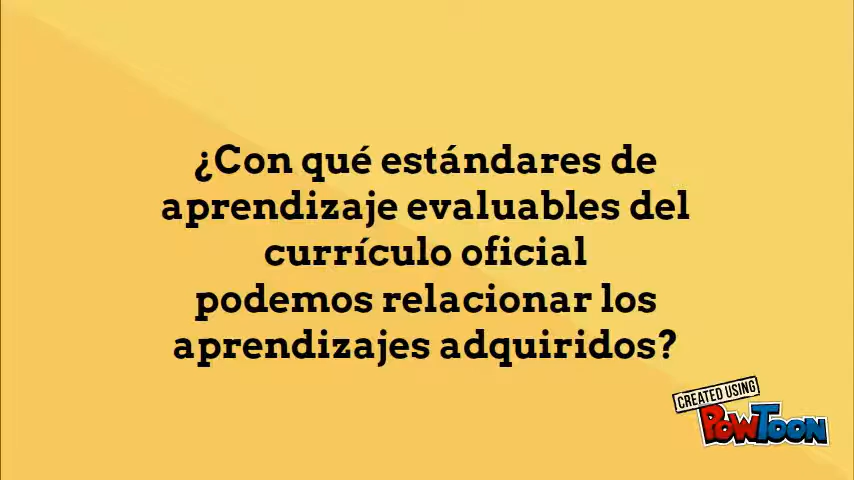 ¿Con qué estándares de
aprendizaje evaluables del
currículo oficial
podemos relacionar los
aprendizajes adquiridos?
CREATED USING
POWTOON